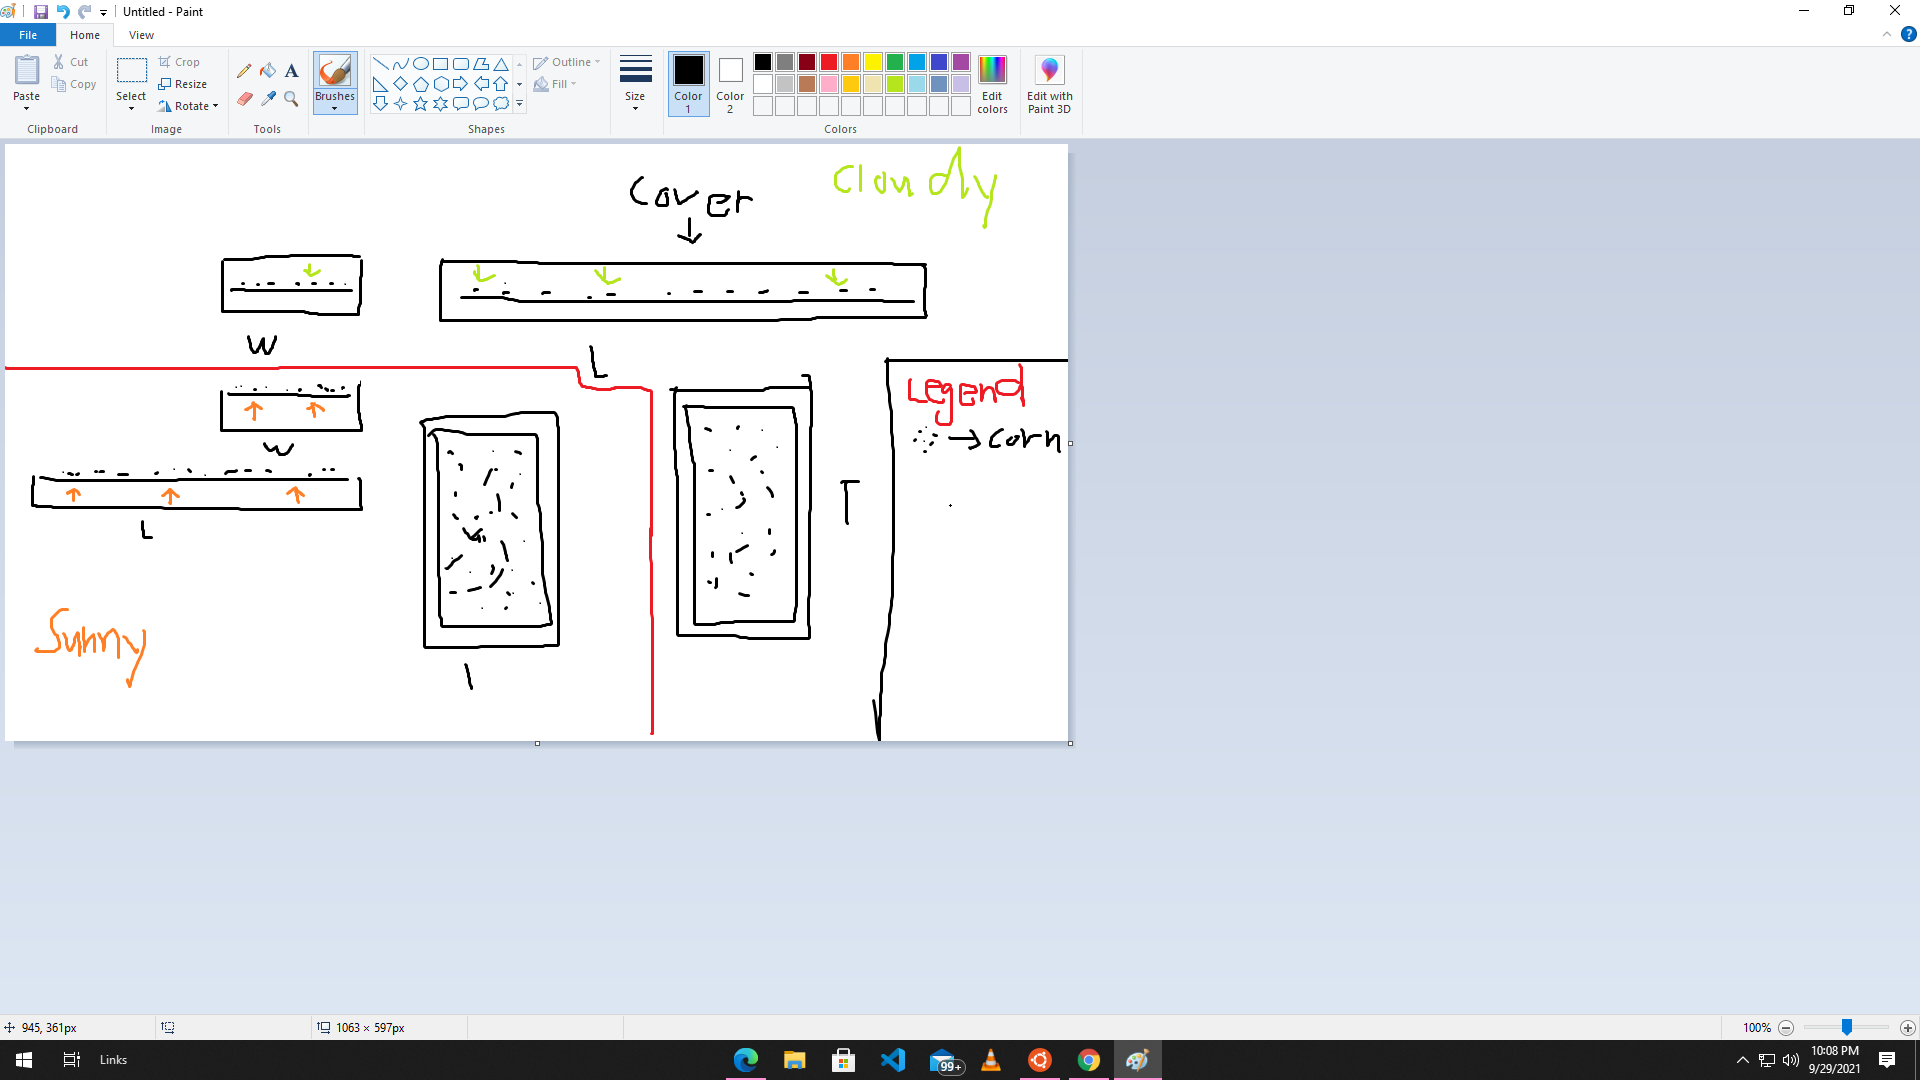 Untitled - Paint
File Home View
Cut
Copy
Paste
Clipboard
Select
Crop
Resize
Rotate
Image
A
Tools
Brushes
Shapes
Outline
Fill
Size
Color 1
Color 2
Colors
Edit colors
Edit with Paint 3D
Cloudy
Cover
W
L
Legend
→ Corn
W
L
T
Sunny
945, 361px
1063 × 597px
100%
Links
99+
10:08 PM
9/29/2021